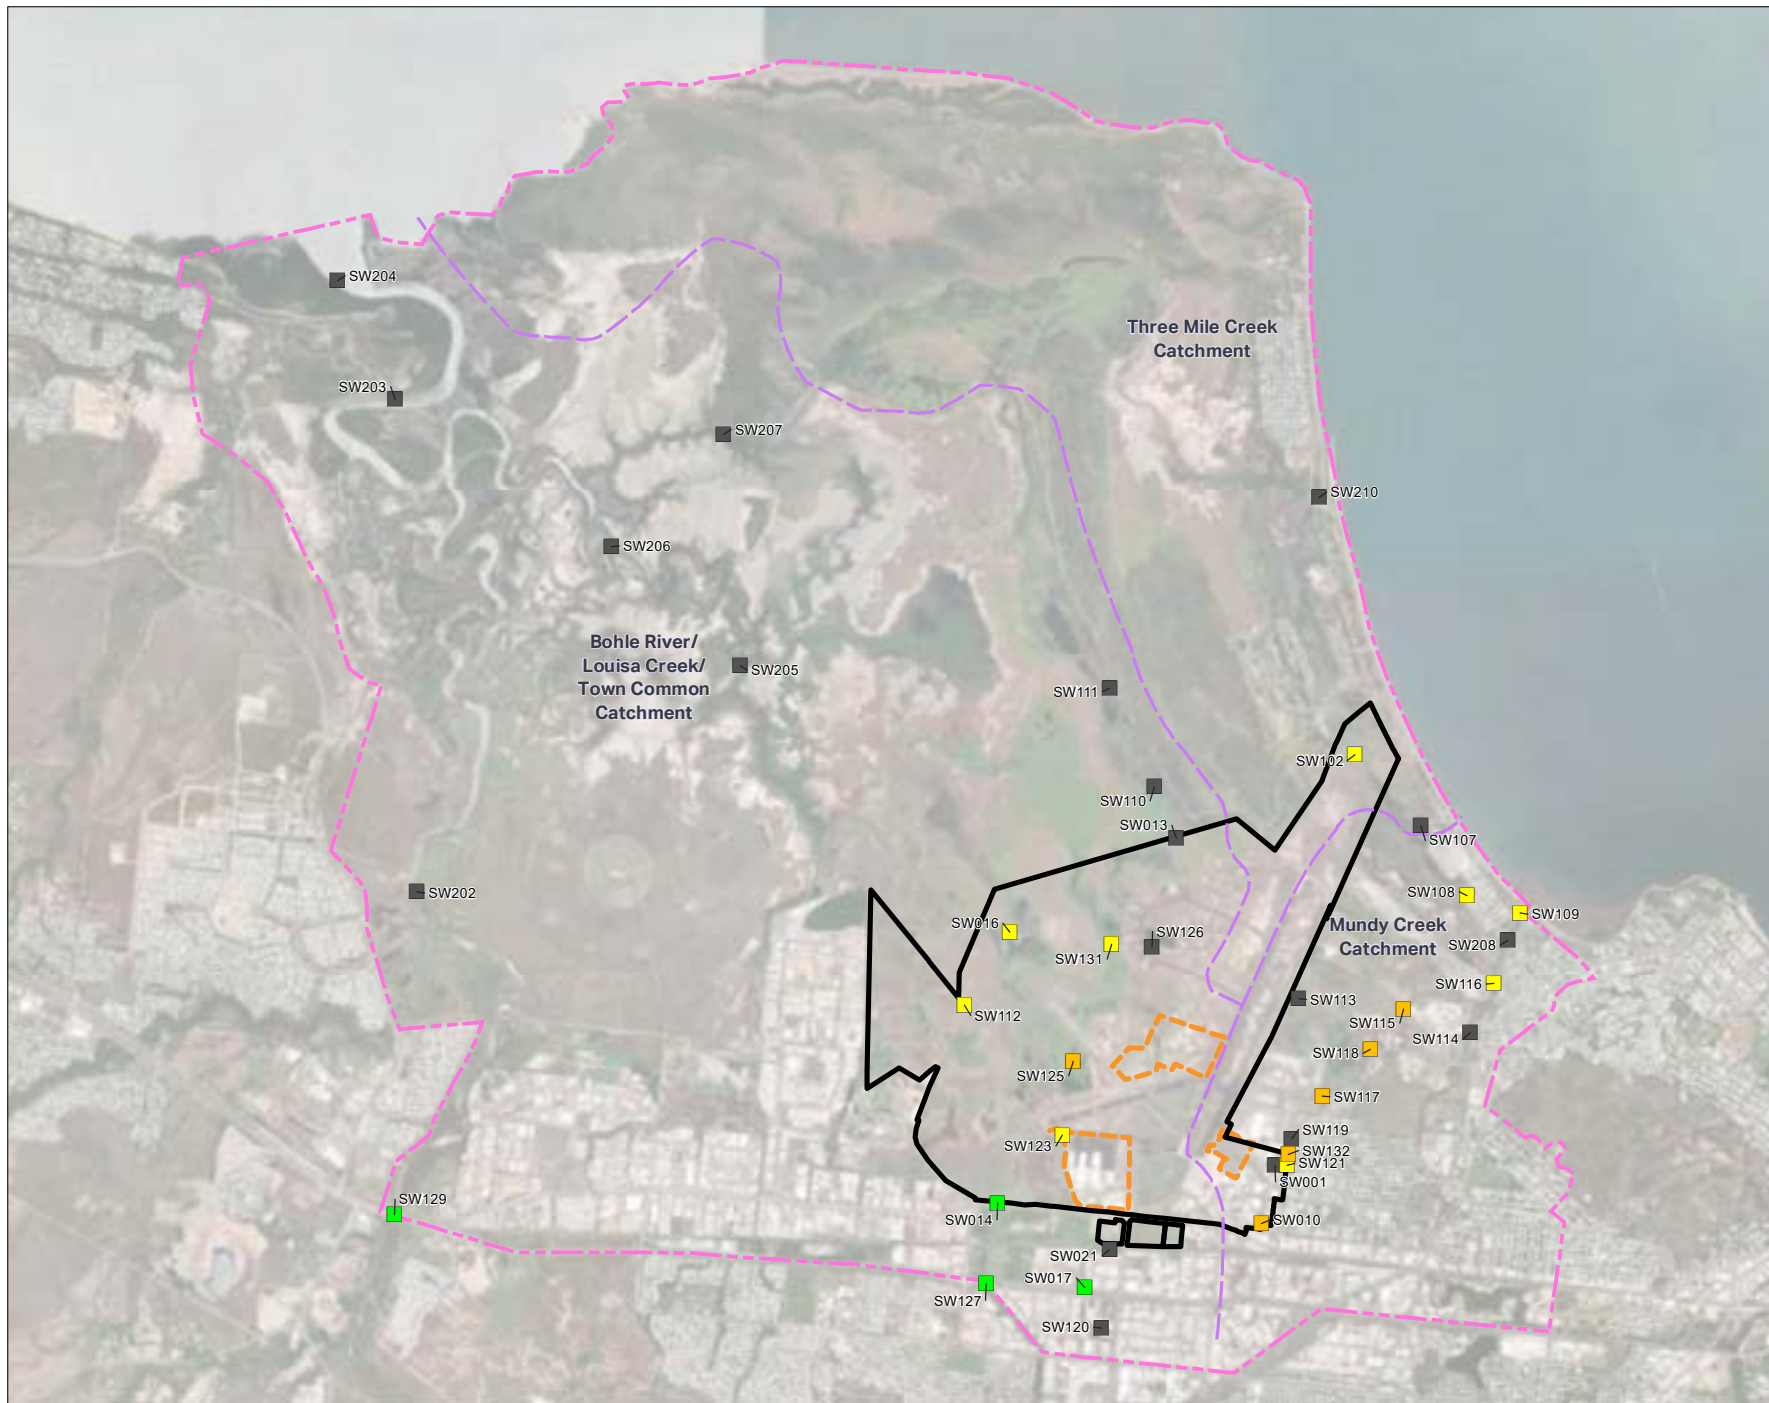 SW204
Three Mile Creek
Catchment
SW203
SW207
SW210
SW206
Bohle River/
Louisa Creek/
Town Common
Catchment
SW205
SW111
SW102
SW110
SW013
SW107
SW202
SW108
SW109
SW016
SW126
Mundy Creek
Catchment
SW208
SW131
SW116
SW113
SW112
SW115
SW114
SW118
SW125
SW117
SW119
SW123
SW132
SW121
SW001
SW129
SW014
SW010
SW021
SW017
SW127
SW120